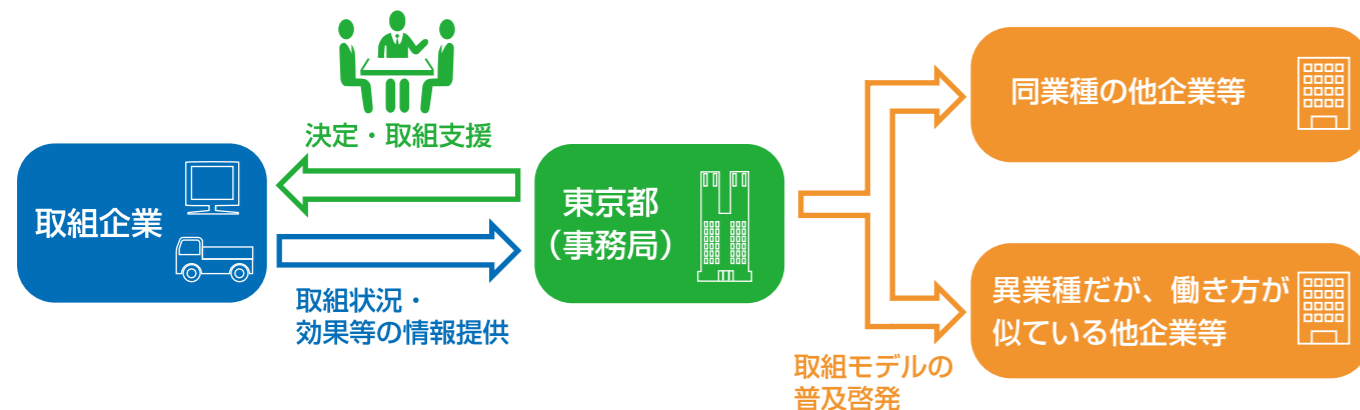 決定・取組支援
取組企業
取組状況・
効果等の情報提供
東京都
（事務局）
同業種の他企業等
異業種だが、働き方が
似ている他企業等
取組モデルの
普及啓発